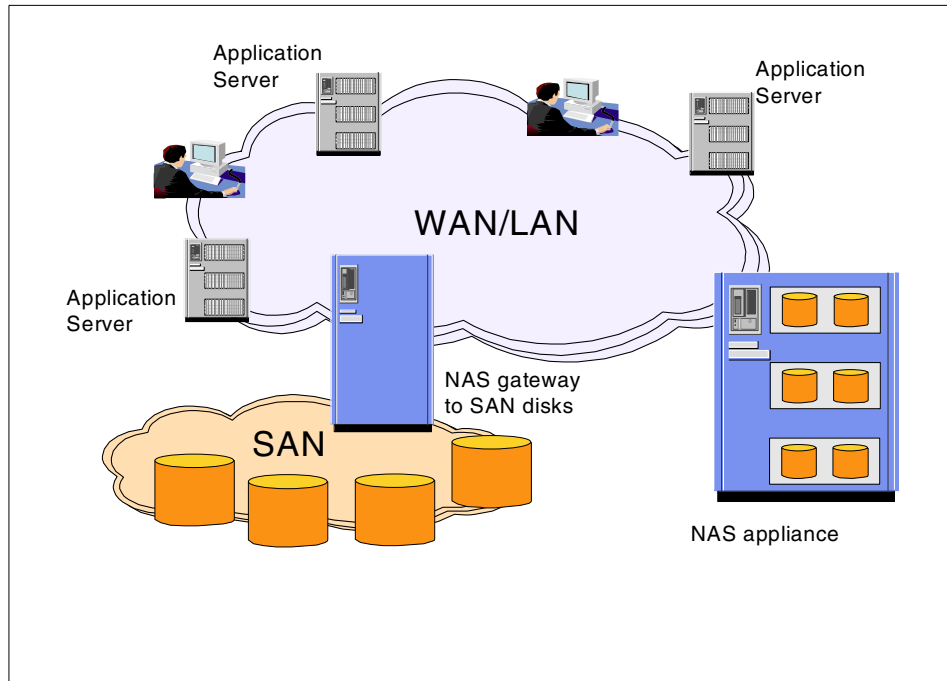 Application
Server
Application
Server
WAN/LAN
Application
Server
NAS gateway
to SAN disks
SAN
NAS appliance